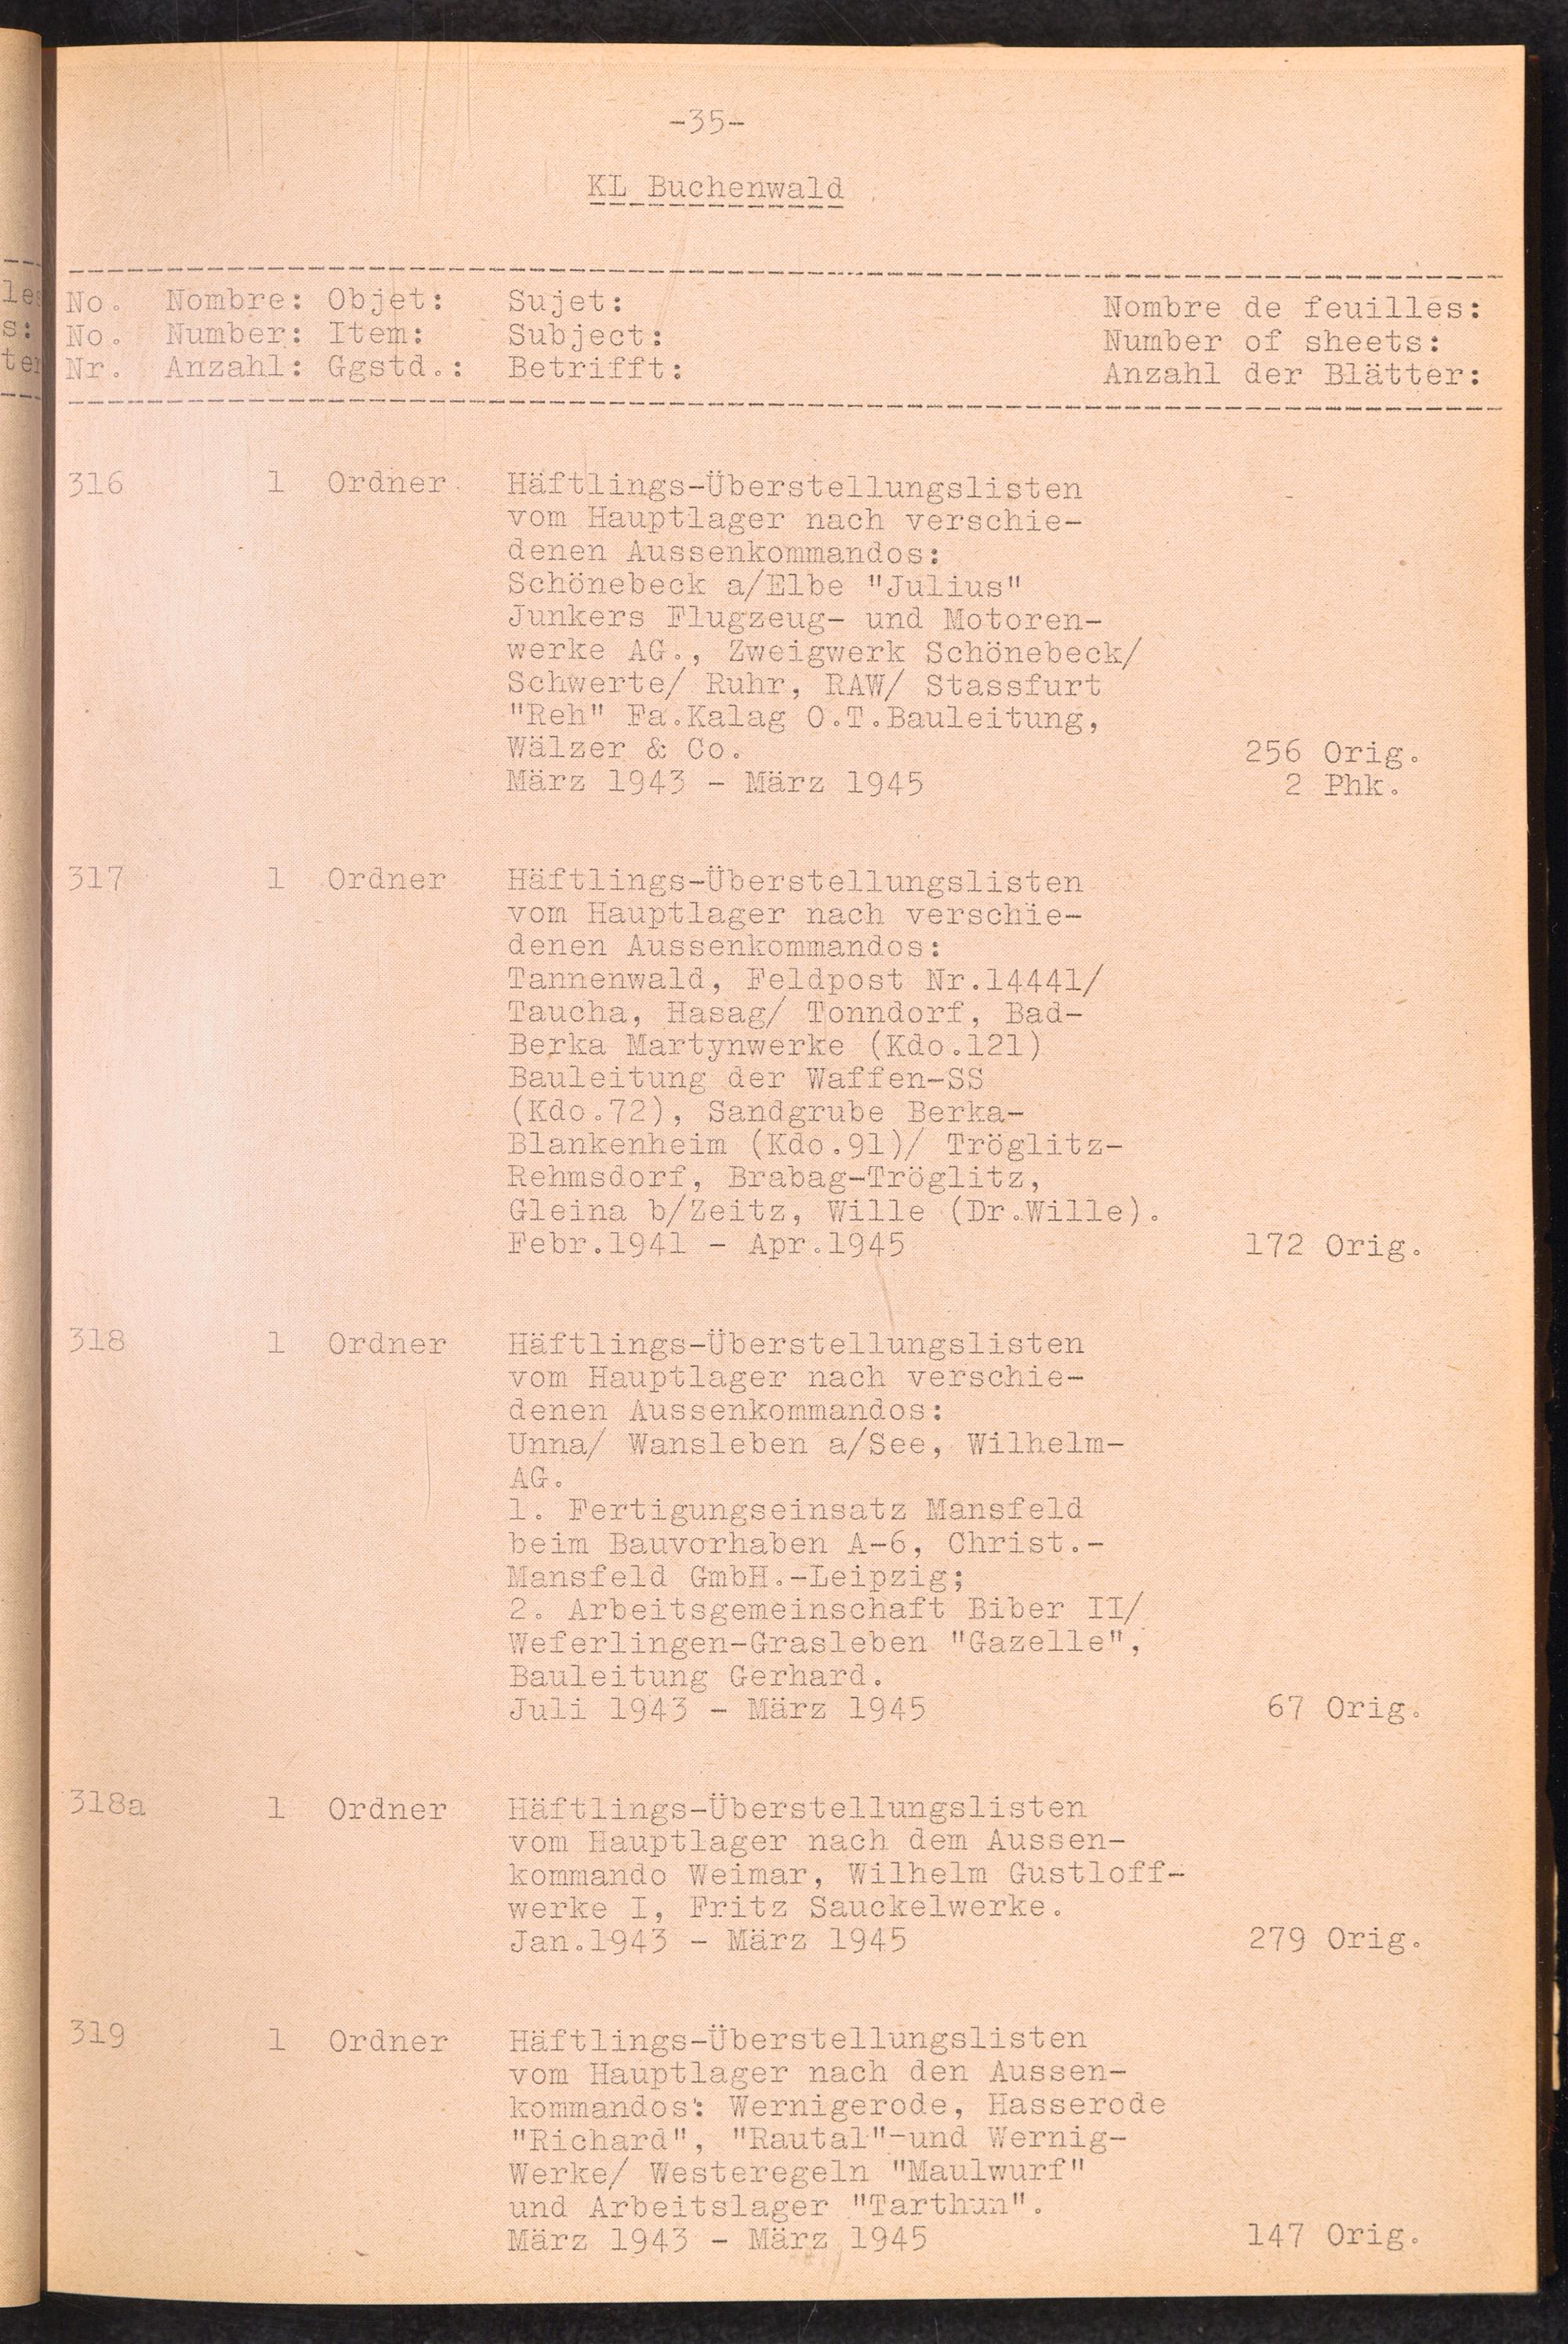 -35-
KL Buchenwald
No. Nombre: Objet: Sujet: Nombre de feuilles:
No. Number: Item: Subject: Number of sheets:
Nr. Anzahl: Ggstd.: Betrifft: Anzahl der Blätter:
316 1 Ordner Häftlings-Überstellungslisten
vom Hauptlager nach verschie-
denen Aussenkommandos:
Schönebeck a/Elbe "Julius"
Junkers Flugzeug- und Motoren-
werke AG., Zweigwerk Schönebeck/
Schwerte/ Ruhr, RAW/ Stassfurt
"Reh" Fa.Kalag O.T.Bauleitung,
Wälzer & Co. 256 Orig.
März 1943 - März 1945 2 Phk.
317 1 Ordner Häftlings-Überstellungslisten
vom Hauptlager nach verschie-
denen Aussenkommandos:
Tannenwald, Feldpost Nr.14441/
Taucha, Hasag/ Tonndorf, Bad-
Berka Martynwerke (Kdo.121)
Bauleitung der Waffen-SS
(Kdo.72), Sandgrube Berka-
Blankenheim (Kdo.91)/ Tröglitz-
Rehmsdorf, Brabag-Tröglitz,
Gleina b/Zeitz, Wille (Dr.Wille).
Febr.1941 - Apr.1945 172 Orig.
318 1 Ordner Häftlings-Überstellungslisten
vom Hauptlager nach verschie-
denen Aussenkommandos:
Unna/ Wansleben a/See, Wilhelm-
AG.
1. Fertigungseinsatz Mansfeld
beim Bauvorhaben A-6, Christ.-
Mansfeld GmbH.-Leipzig;
2. Arbeitsgemeinschaft Biber II/
Weferlingen-Grasleben "Gazelle",
Bauleitung Gerhard.
Juli 1943 - März 1945 67 Orig.
318a 1 Ordner Häftlings-Überstellungslisten
vom Hauptlager nach dem Aussen-
kommando Weimar, Wilhelm Gustloff-
werke I, Fritz Sauckelwerke.
Jan.1943 - März 1945 279 Orig.
319 1 Ordner Häftlings-Überstellungslisten
vom Hauptlager nach den Aussen-
kommandos: Wernigerode, Hasserode
"Richard", "Rautal"-und Wernig-
Werke/ Westeregeln "Maulwurf"
und Arbeitslager "Tarthun".
März 1943 - März 1945 147 Orig.